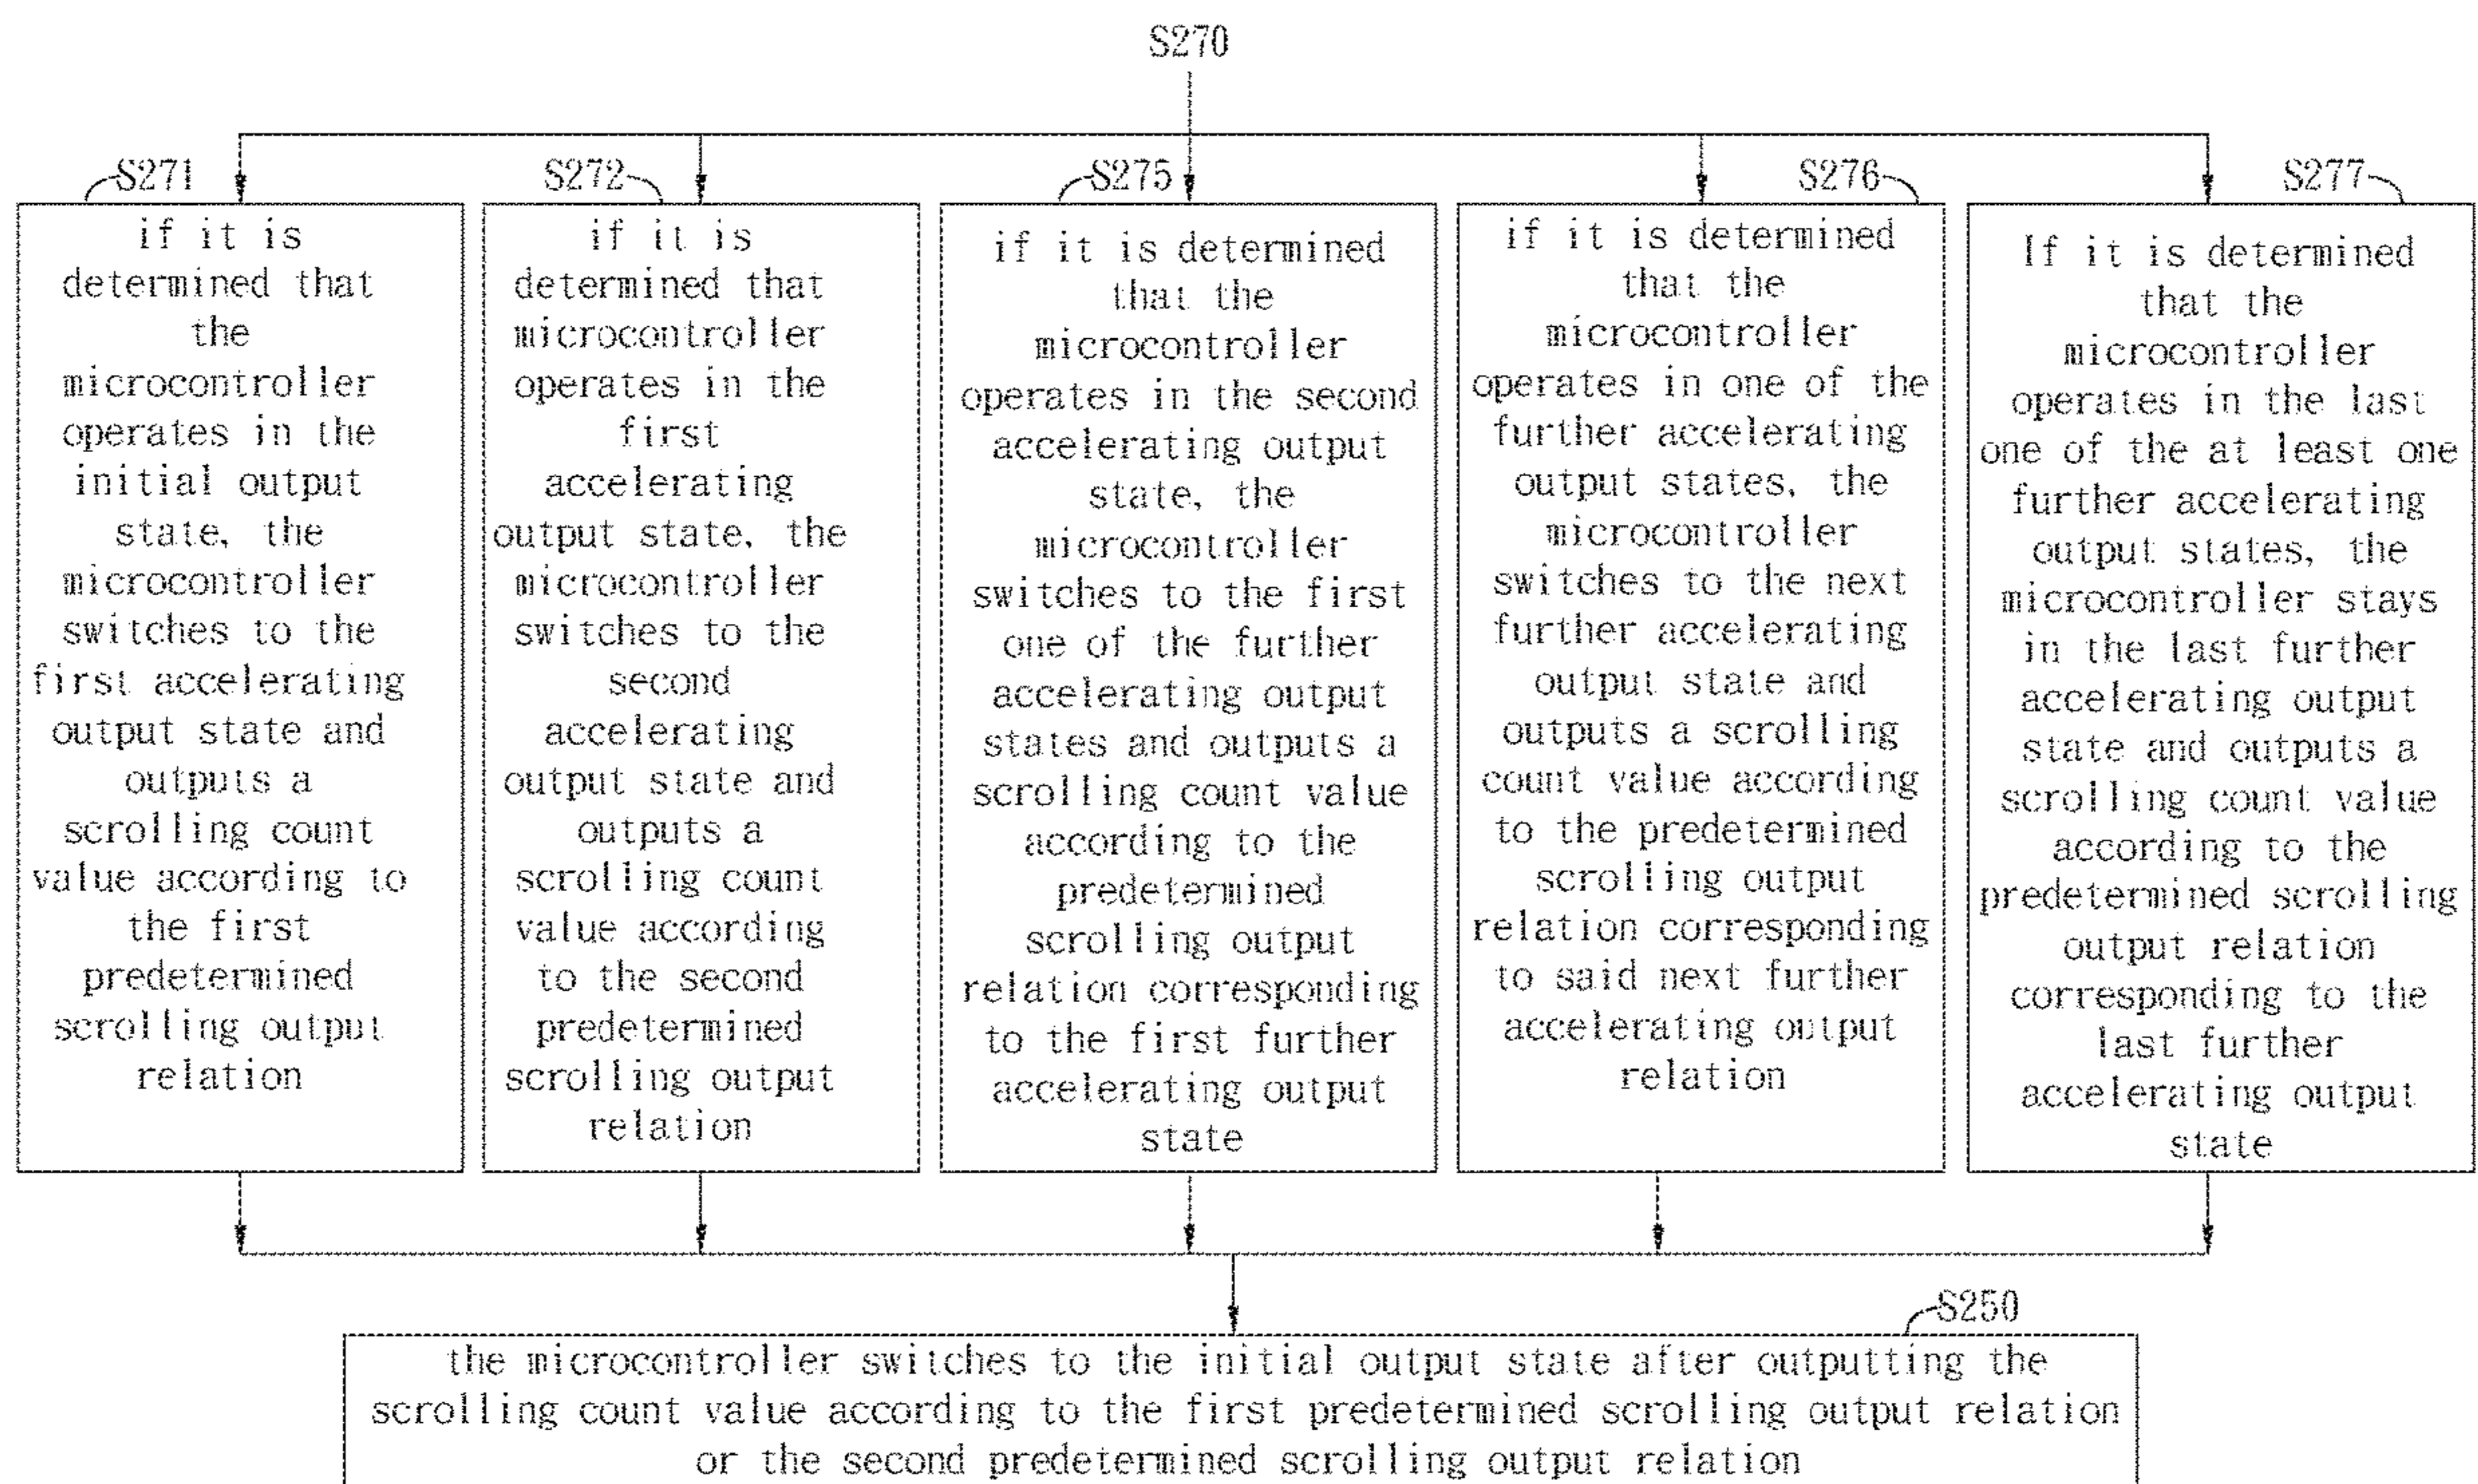 S270
S271
if it is
determined that
the
microcontroller
operates in the
initial output
state, the
microcontroller
switches to the
first accelerating
output state and
outputs a
scrolling count
value according to
the first
predetermined
scrolling output
relation
S272
if it is
determined that
microcontroller
operates in the
first
accelerating
output state, the
microcontroller
switches to the
second
accelerating
output state and
outputs a
scrolling count
value according
to the second
predetermined
scrolling output
relation
S275
if it is determined
that the
microcontroller
operates in the second
accelerating output
state, the
microcontroller
switches to the first
one of the further
accelerating output
states and outputs a
scrolling count value
according to the
predetermined
scrolling output
relation corresponding
to the first further
accelerating output
state
S276
if it is determined
that the
microcontroller
operates in one of the
further accelerating
output states, the
microcontroller
switches to the next
further accelerating
output state and
outputs a scrolling
count value according
to the predetermined
scrolling output
relation corresponding
to said next further
accelerating output
relation
S277
If it is determined
that the
microcontroller
operates in the last
one of the at least one
further accelerating
output states, the
microcontroller stays
in the last further
accelerating output
state and outputs a
scrolling count value
according to the
predetermined scrolling
output relation
corresponding to the
last further
accelerating output
state
S250
the microcontroller switches to the initial output state after outputting the
scrolling count value according to the first predetermined scrolling output relation
or the second predetermined scrolling output relation